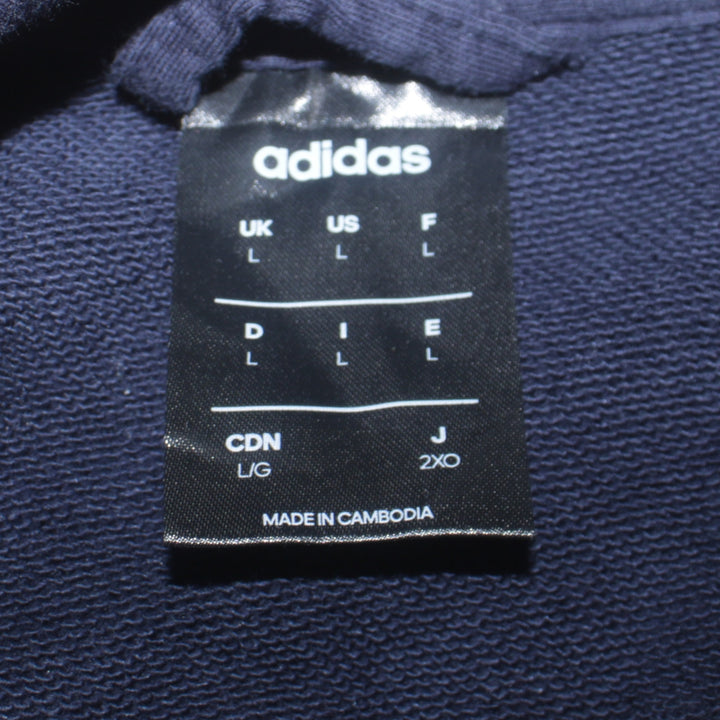 adidas
UK US F
L L L
D I E
L L L
CDN J
L/G 2XO
MADE IN CAMBODIA